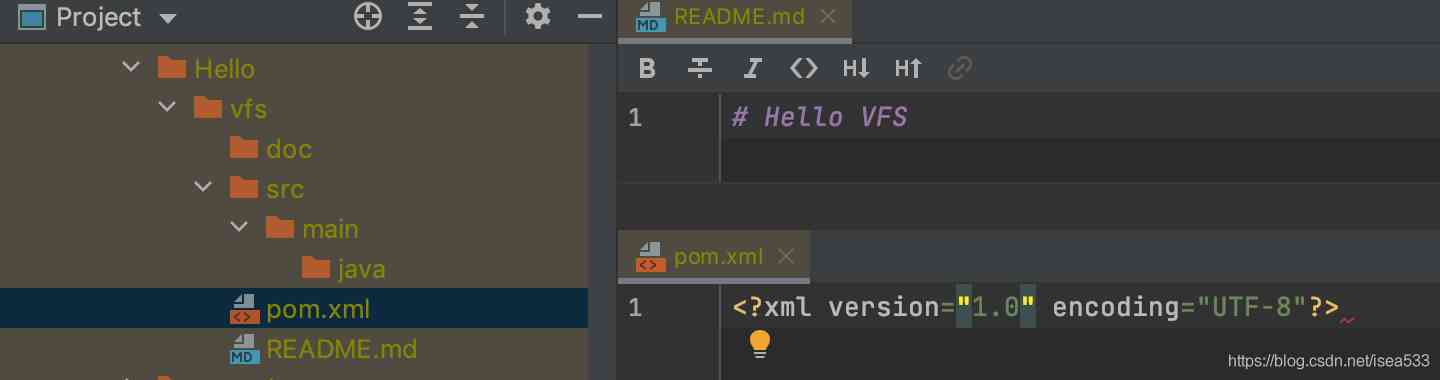 Project
Hello
vfs
doc
src
main
java
pom.xml
MD README.md
MD README.md
B I <> H↓ H↑
1 # Hello VFS
pom.xml
1 <?xml version="1.0" encoding="UTF-8"?>
https://blog.csdn.net/isea533